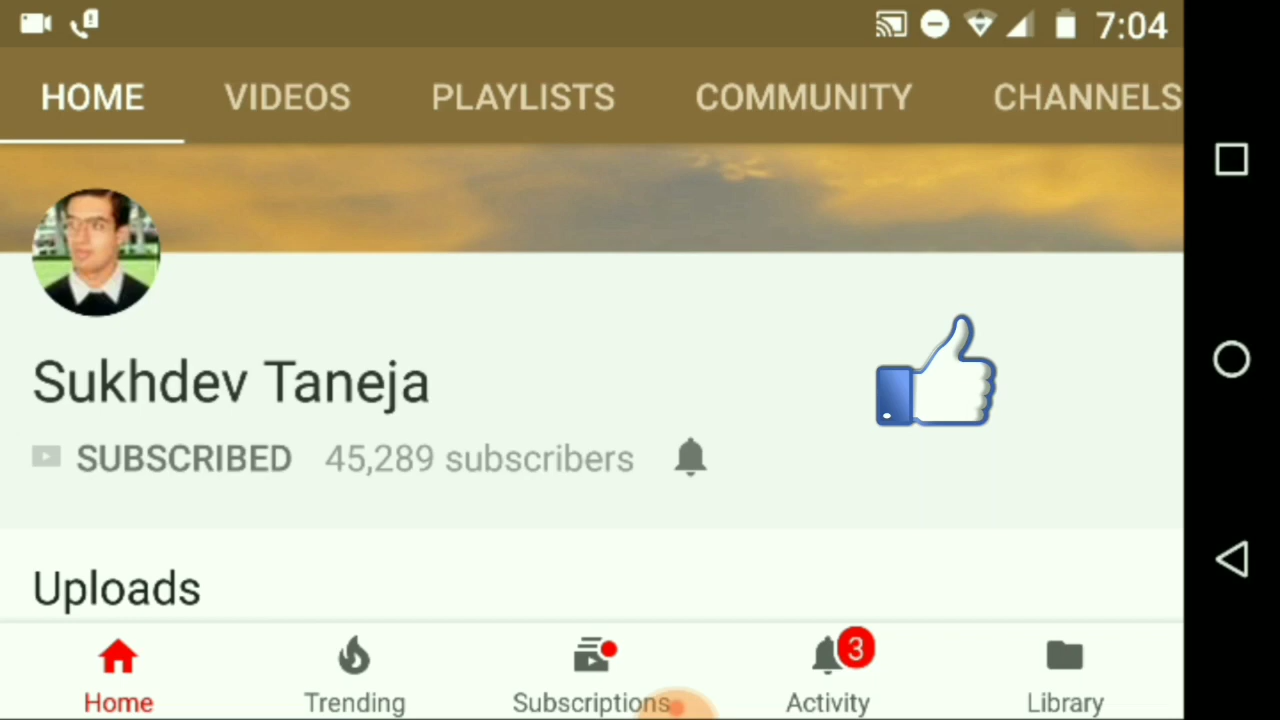 7:04
HOME VIDEOS PLAYLISTS COMMUNITY CHANNELS
Sukhdev Taneja
SUBSCRIBED 45,289 subscribers
Uploads
3
Home Trending Subscriptions Activity Library